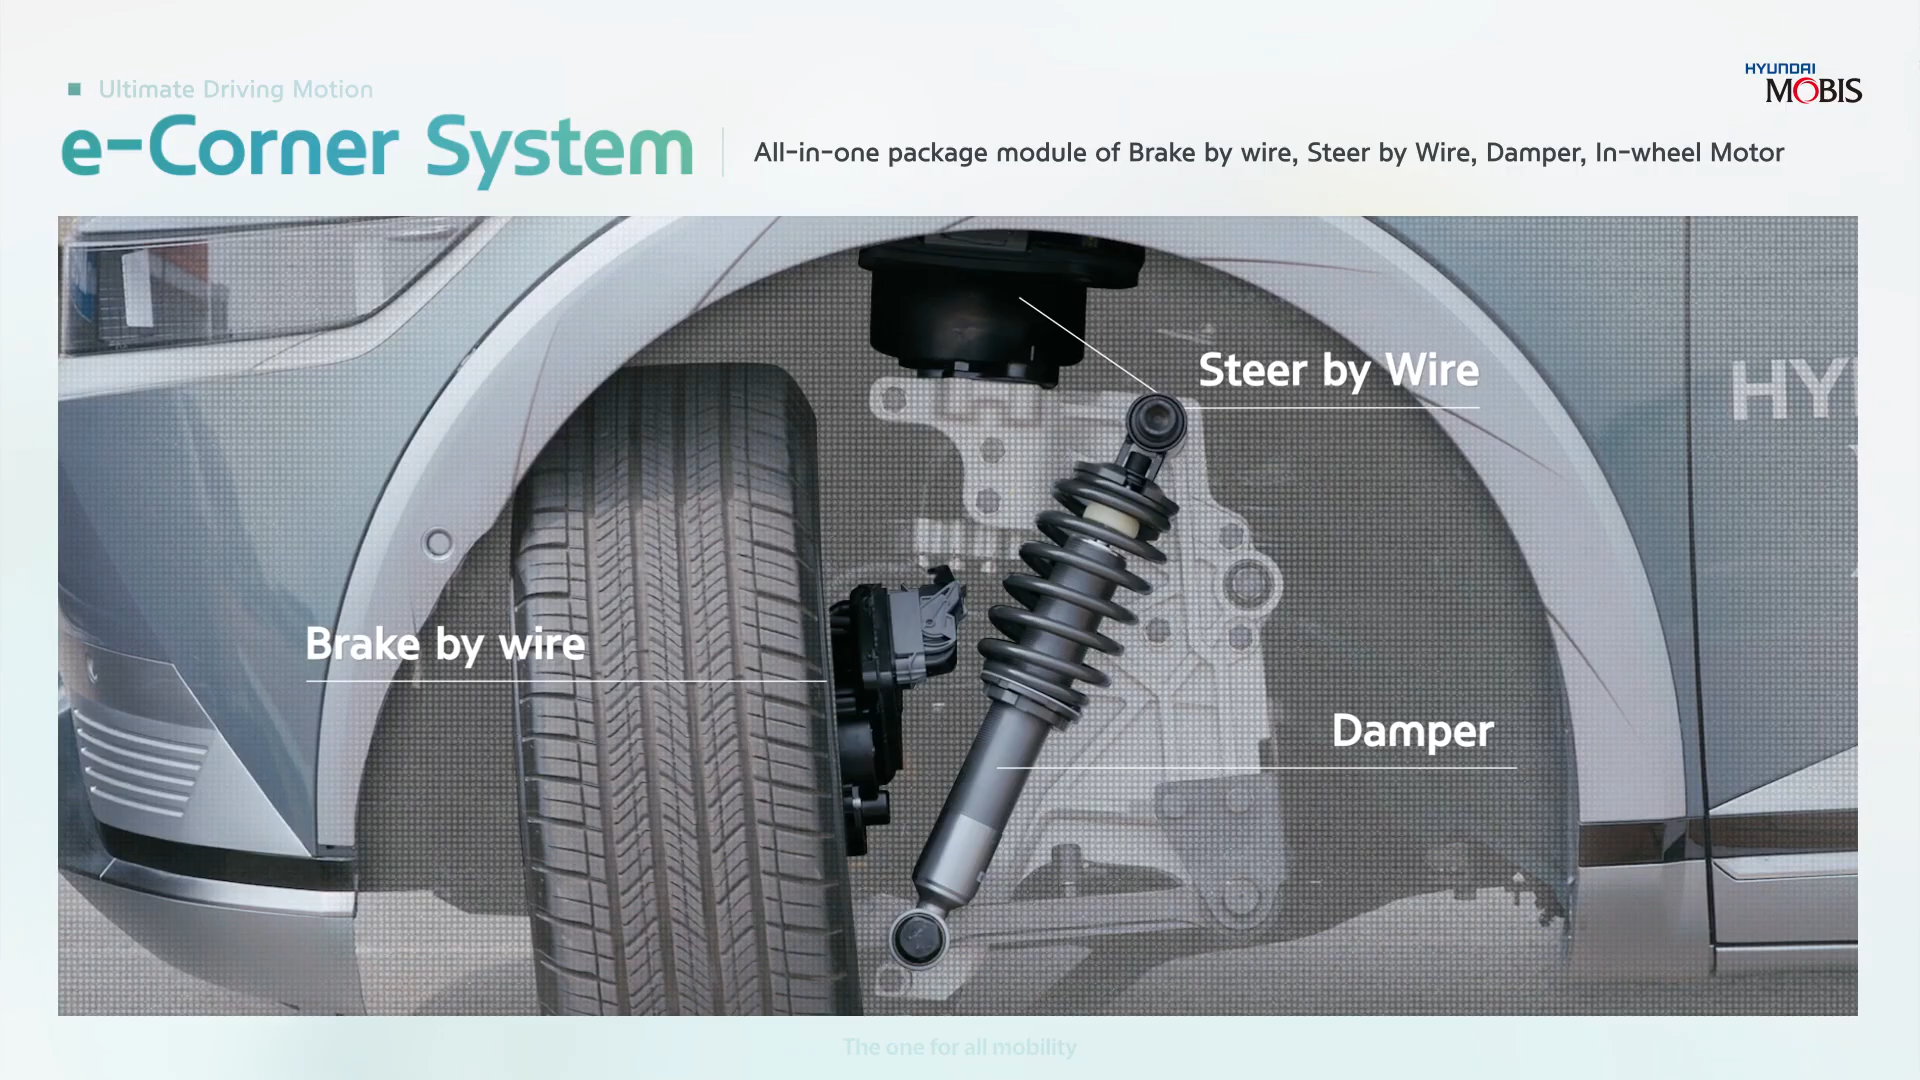 Ultimate Driving Motion
HYUNDAI
MOBIS
e-Corner System
All-in-one package module of Brake by wire, Steer by Wire, Damper, In-wheel Motor
Steer by Wire
HY
Brake by wire
Damper
The one for all mobility